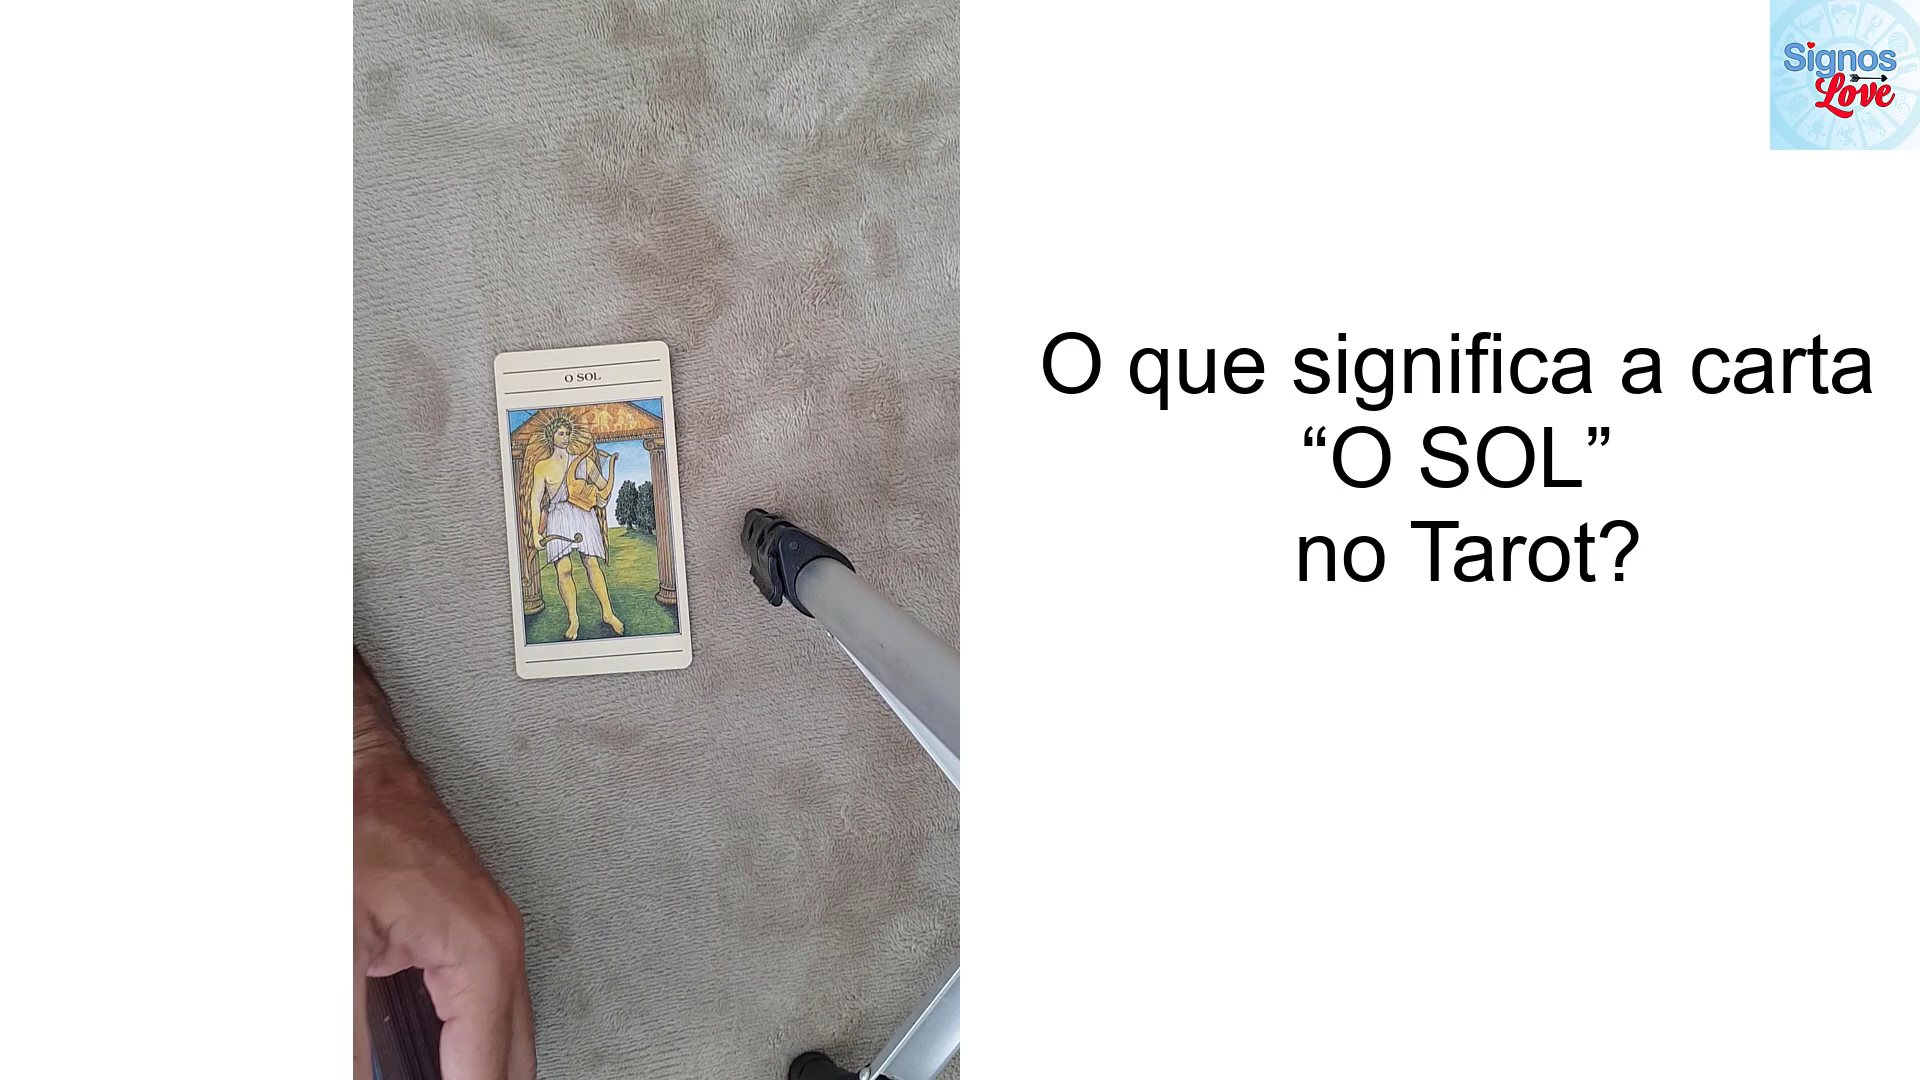 Signos
Love
O SOL
O que significa a carta
“O SOL”
no Tarot?